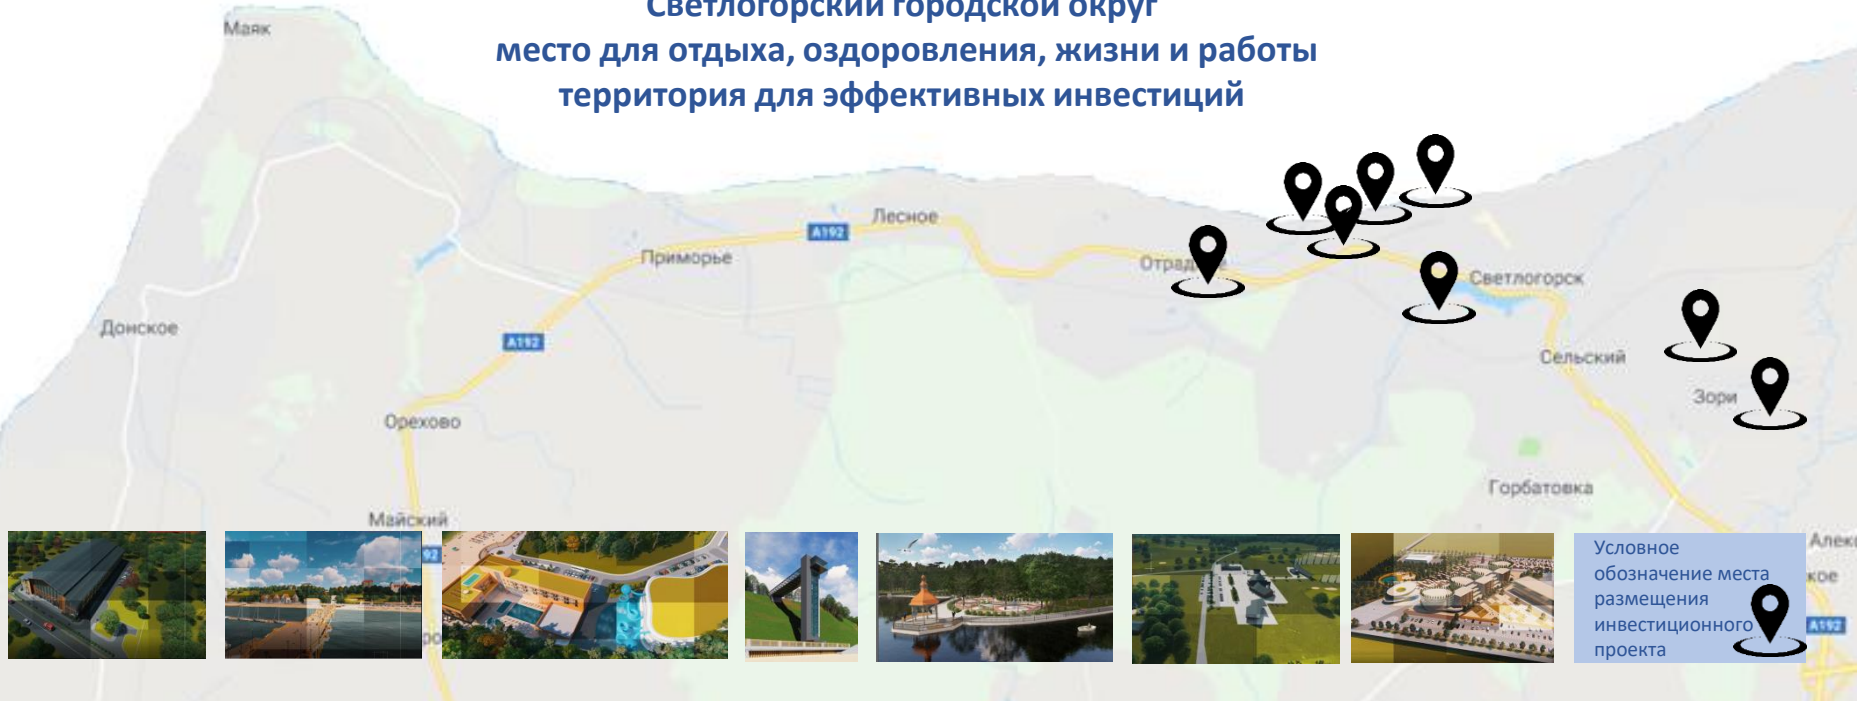 Светлогорский городской округ
место для отдыха, оздоровления, жизни и работы
территория для эффективных инвестиций
Маяк
Лесное
A192
Приморье
Светлогорск
Донское
A192
Сельский
Зори
Орехово
Горбатовка
Майский
Условное
обозначение места
размещения
инвестиционного
проекта
A192